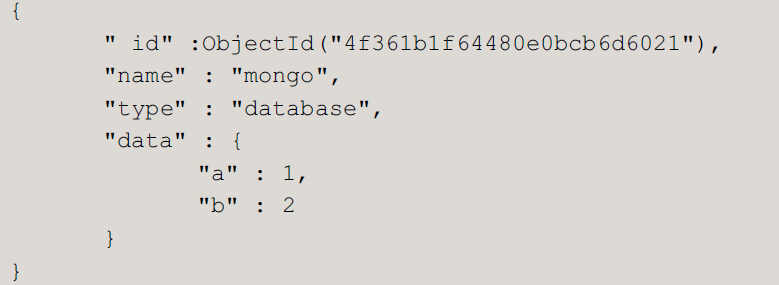 {
" id" :ObjectId("4f361b1f64480e0bcb6d6021"),
"name" : "mongo",
"type" : "database",
"data" : {
"a" : 1,
"b" : 2
}
}